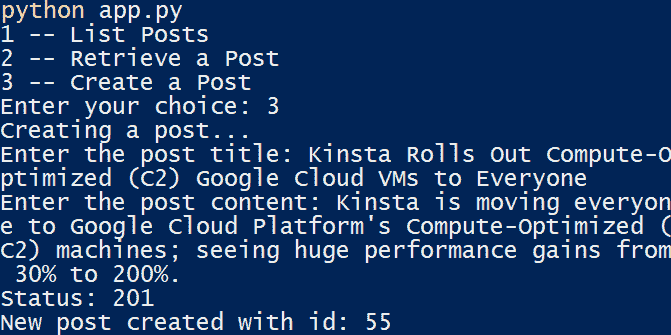 python app.py
1 -- List Posts
2 -- Retrieve a Post
3 -- Create a Post
Enter your choice: 3
Creating a post...
Enter the post title: Kinsta Rolls Out Compute-O
ptimized (C2) Google Cloud VMs to Everyone
Enter the post content: Kinsta is moving everyon
e to Google Cloud Platform's Compute-Optimized (
C2) machines; seeing huge performance gains from
 30% to 200%.
Status: 201
New post created with id: 55